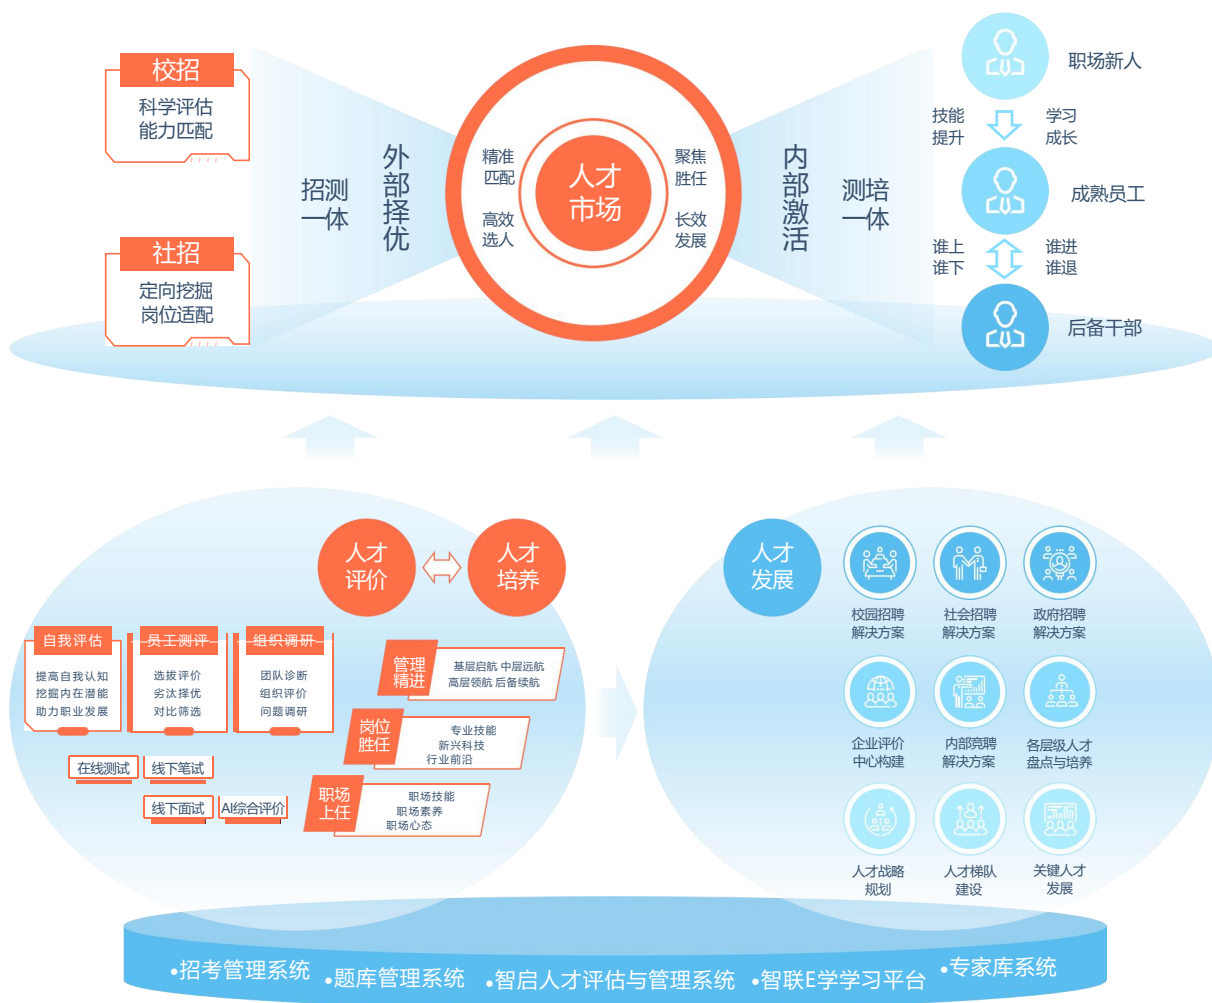 校招
科学评估
能力匹配
社招
定向挖掘
岗位适配
招测
一体
外部择优
精准
匹配
高效
选人
人才
市场
聚焦
胜任
长效
发展
内部激活
测培
一体
职场新人
技能
提升
学习
成长
成熟员工
谁上
谁下
谁进
谁退
后备干部
人才
评价
人才
培养
自我评估
提高自我认知
挖掘内在潜能
助力职业发展
员工测评
选拔评价
劣汰择优
对比筛选
组织调研
团队诊断
组织评价
问题调研
在线测试
线下笔试
线下面试
AI综合评价
管理
精进
基层启航 中层远航
高层领航 后备续航
岗位
胜任
专业技能
新兴科技
行业前沿
职场
上任
职场技能
职场素养
职场心态
人才
发展
校园招聘
解决方案
社会招聘
解决方案
政府招聘
解决方案
企业评价
中心构建
内部竞聘
解决方案
各层级人才
盘点与培养
人才战略
规划
人才梯队
建设
关键人才
发展
•招考管理系统
•题库管理系统
•智启人才评估与管理系统
•智联E学学习平台
•专家库系统